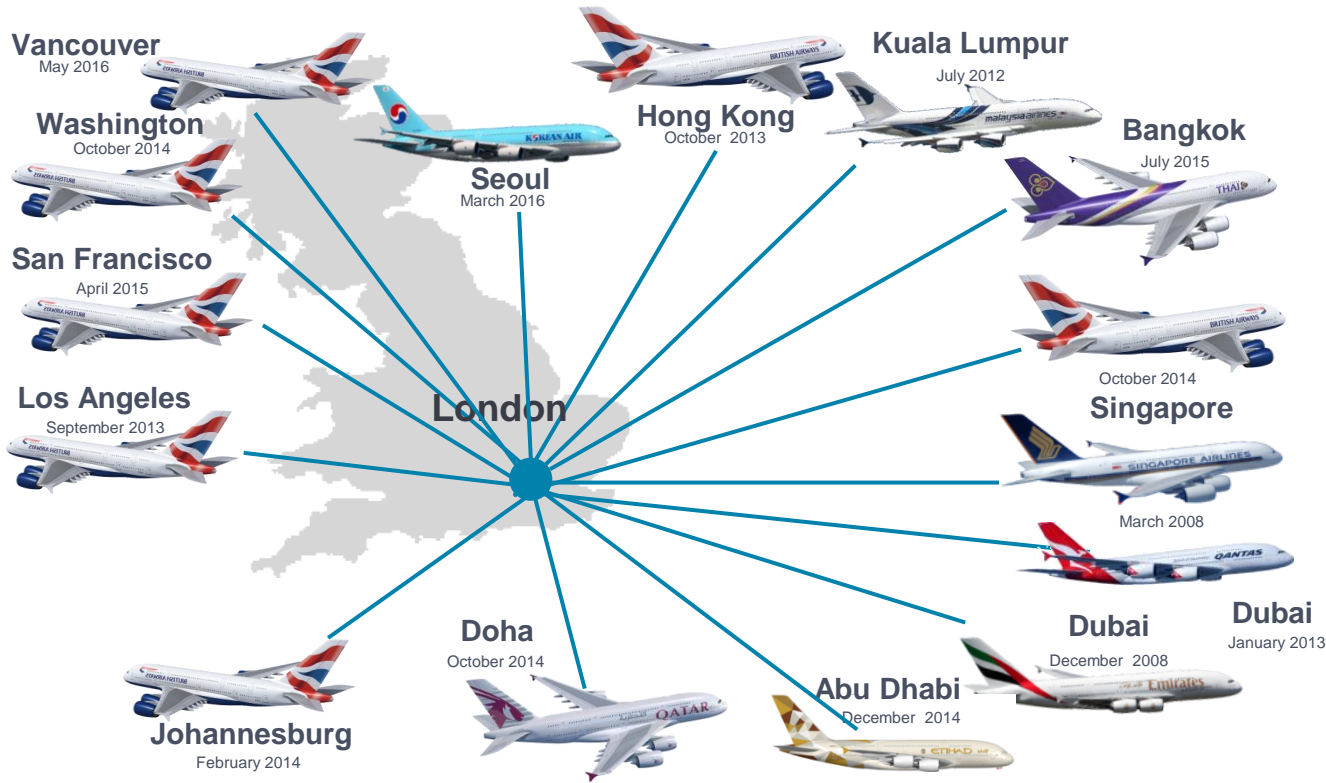 Vancouver
May 2016
Washington
October 2014
San Francisco
April 2015
Los Angeles
September 2013
KOREAN AIR
Seoul
March 2016
BRITISH AIRWAYS
Hong Kong
October 2013
Kuala Lumpur
July 2012
malaysia airlines
Bangkok
July 2015
THAI
BRITISH AIRWAYS
October 2014
Singapore
SINGAPORE AIRLINES
March 2008
QANTAS
Dubai
January 2013
London
Dubai
December 2008
Emirates
Abu Dhabi
December 2014
ETIHAD
Doha
October 2014
QATAR
Johannesburg
February 2014